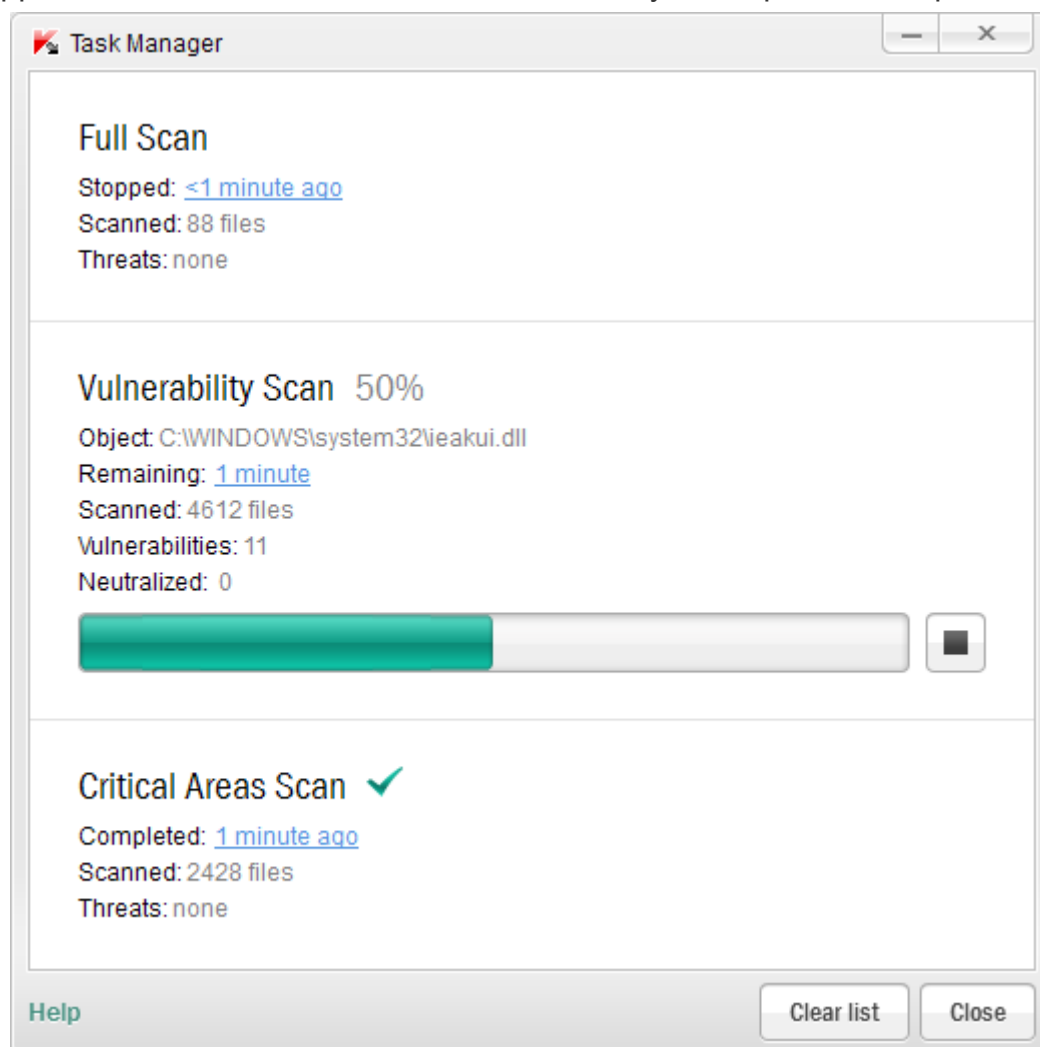 Task Manager
Full Scan
Stopped: <1 minute ago
Scanned: 88 files
Threats: none
Vulnerability Scan 50%
Object: C:\WINDOWS\system32\ieakui.dll
Remaining: 1 minute
Scanned: 4612 files
Vulnerabilities: 11
Neutralized: 0
Critical Areas Scan
Completed: 1 minute ago
Scanned: 2428 files
Threats: none
Help
Clear list
Close